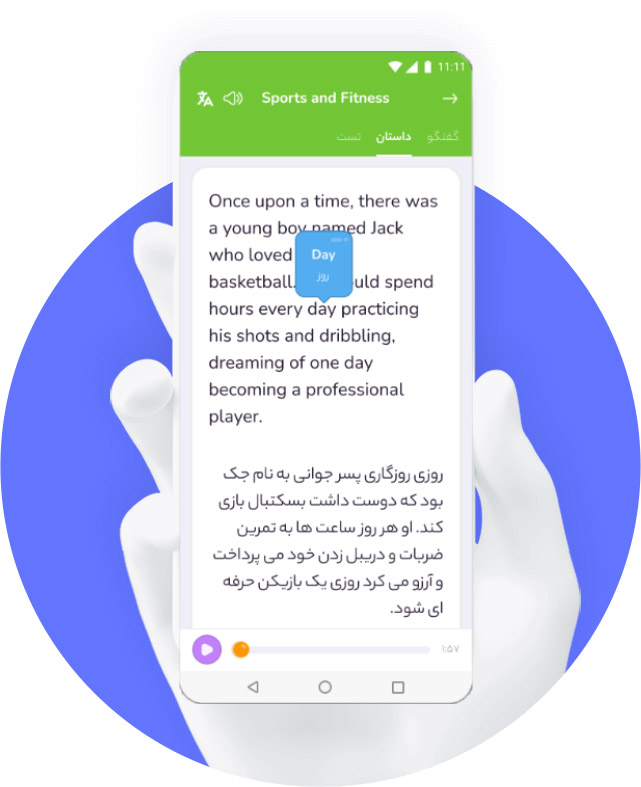 11:11
Sports and Fitness
گفتگو داستان تست
Once upon a time, there was
a young boy named Jack
who loved
Day
روز
basketball. would spend
hours every day practicing
his shots and dribbling,
dreaming of one day
becoming a professional
player.
روزی روزگاری پسر جوانی به نام جک
بود که دوست داشت بسکتبال بازی
کند. او هر روز ساعت ها به تمرین
ضربات و دریبل زدن خود می پرداخت
و آرزو می کرد روزی یک بازیکن حرفه
ای شود.
۱:۵۷